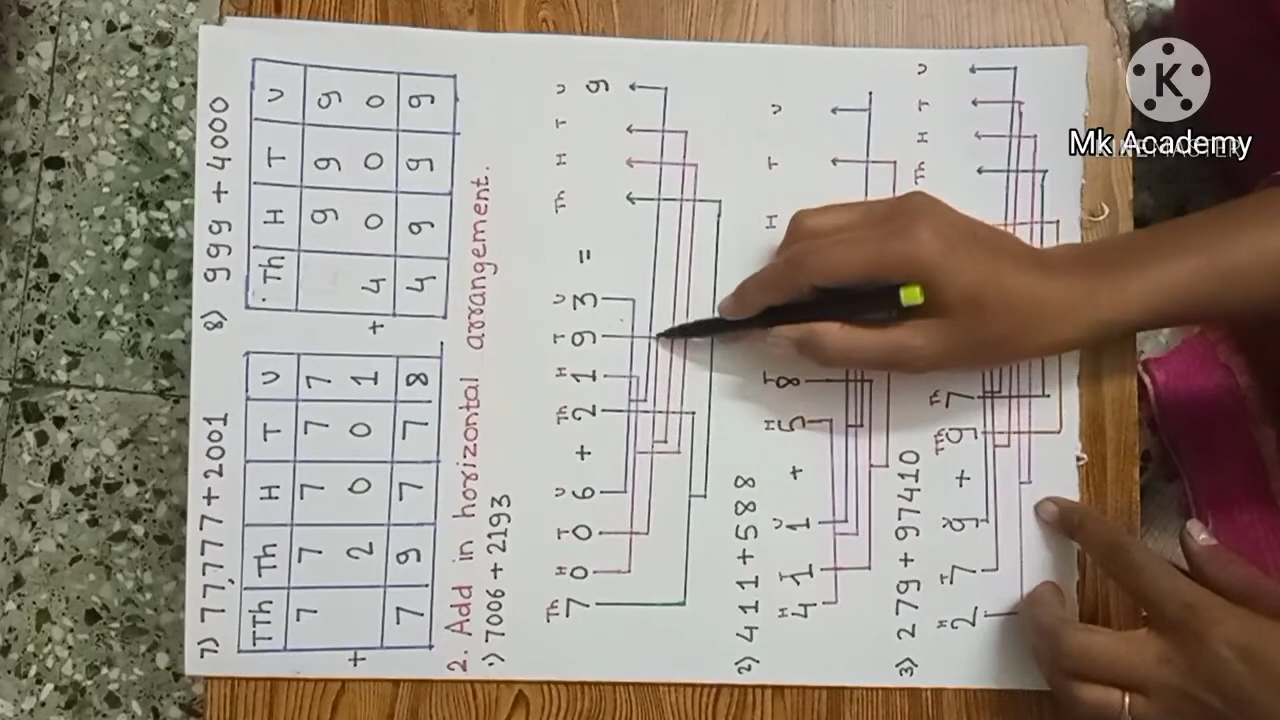 7) 77,777 + 2001
TTh Th H T U
7 7 7 7 7
+ 2 0 0 1
7 9 7 7 8
8) 999 + 4000
Th H T U
9 9 9
+ 4 0 0 0
4 9 9 9
2. Add in horizontal arrangement.
1) 7006 + 2193
Th H T U Th H T U Th H T U
7 0 0 6 + 2 1 9 3 = 9
2) 411 + 588
H T U H T H T U
4 1 1 + 5 8
3) 279 + 97410
H T U TTh Th Th H T U
2 7 9 + 9 7
K
Mk Academy